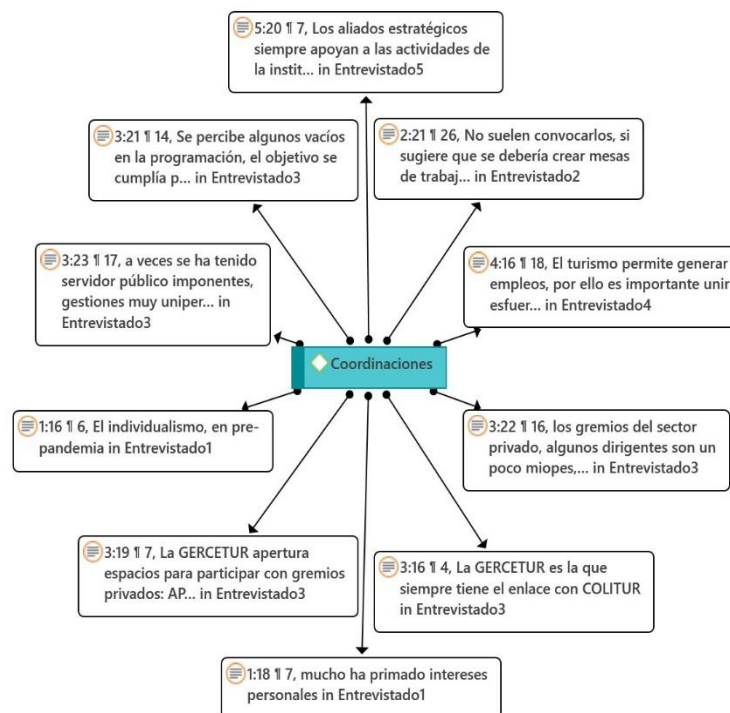 5:20 ¶ 7, Los aliados estratégicos
siempre apoyan a las actividades de
la instit... in Entrevistado5
3:21 ¶ 14, Se percibe algunos vacíos
en la programación, el objetivo se
cumplía p... in Entrevistado3
2:21 ¶ 26, No suelen convocarlos, si
sugiere que se debería crear mesas
de trabaj... in Entrevistado2
3:23 ¶ 17, a veces se ha tenido
servidor público imponentes,
gestiones muy uniper... in
Entrevistado3
4:16 ¶ 18, El turismo permite generar
empleos, por ello es importante unir
esfuer... in Entrevistado4
Coordinaciones
1:16 ¶ 6, El individualismo, en pre-
pandemia in Entrevistado1
3:22 ¶ 16, los gremios del sector
privado, algunos dirigentes son un
poco miopes,... in Entrevistado3
3:19 ¶ 7, La GERCETUR apertura
espacios para participar con gremios
privados: AP... in Entrevistado3
3:16 ¶ 4, La GERCETUR es la que
siempre tiene el enlace con COLITUR
in Entrevistado3
1:18 ¶ 7, mucho ha primado intereses
personales in Entrevistado1